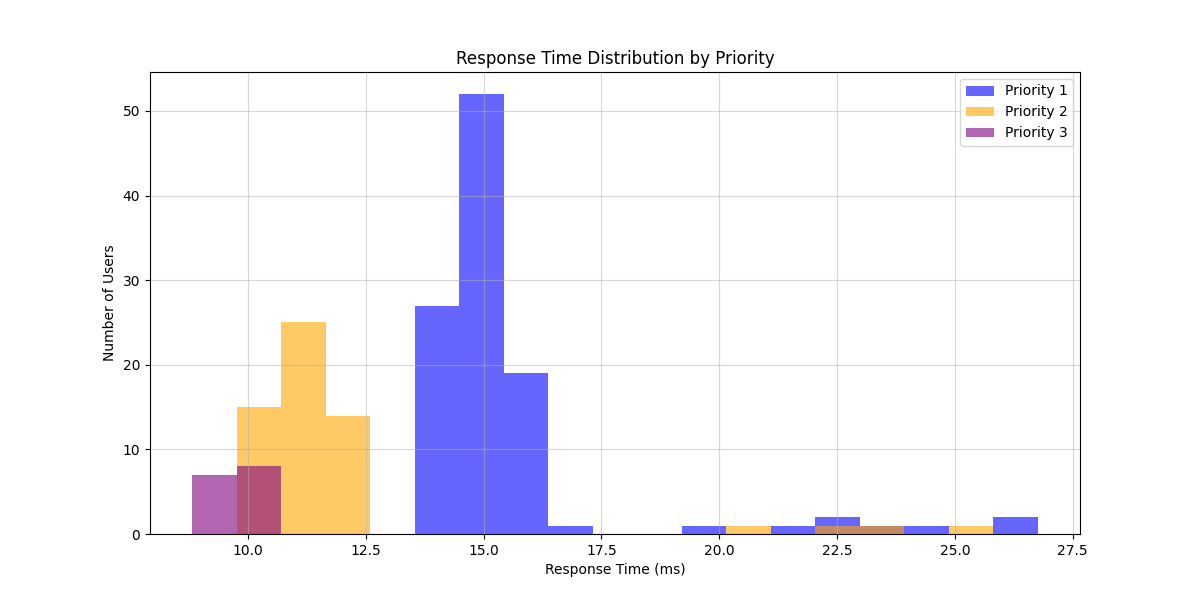 Response Time Distribution by Priority
Priority 1
Priority 2
Priority 3
Number of Users
50
40
30
20
10
0
10.0 12.5 15.0 17.5 20.0 22.5 25.0 27.5
Response Time (ms)